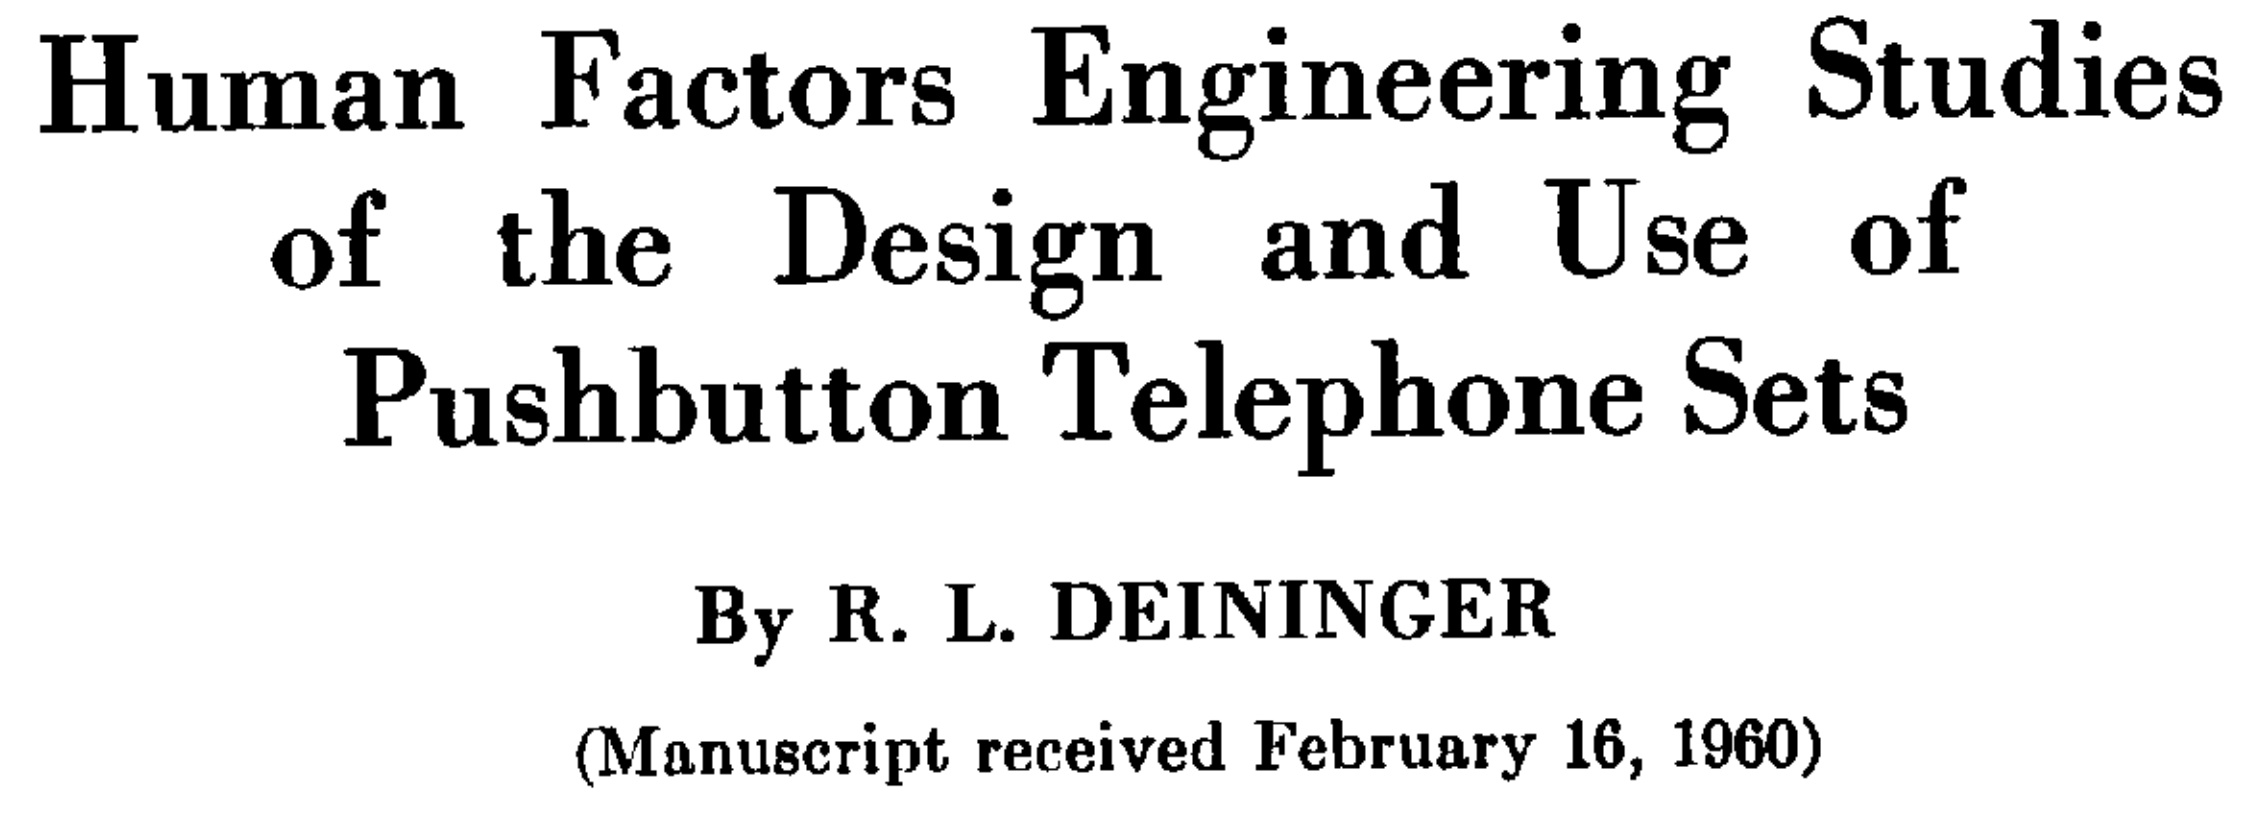 Human Factors Engineering Studies
of the Design and Use of
Pushbutton Telephone Sets
By R. L. DEININGER
(Manuscript received February 16, 1960)